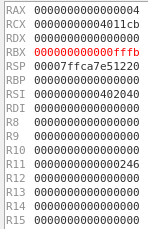 RAX 0000000000000004
RCX 00000000004011cb
RDX 0000000000000000
RBX 000000000000fffb
RSP 00007ffca7e51220
RBP 0000000000000000
RSI 0000000000402040
RDI 0000000000000000
R8 0000000000000000
R9 0000000000000000
R10 0000000000000000
R11 0000000000000246
R12 0000000000000000
R13 0000000000000000
R14 0000000000000000
R15 0000000000000000